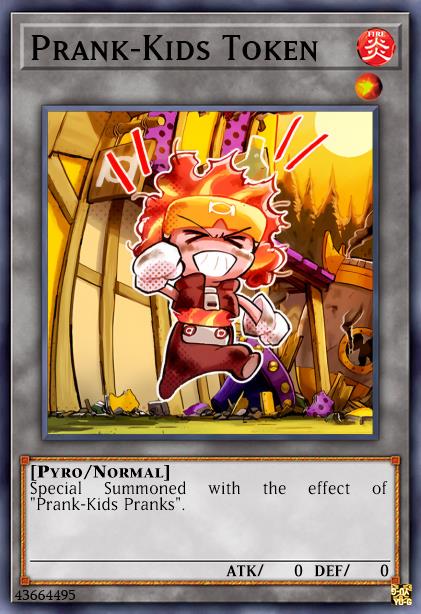 Prank-Kids Token
FIRE
炎
[Pyro/Normal]
Special Summoned with the effect of
"Prank-Kids Pranks".
ATK/ 0 DEF/ 0
43664495